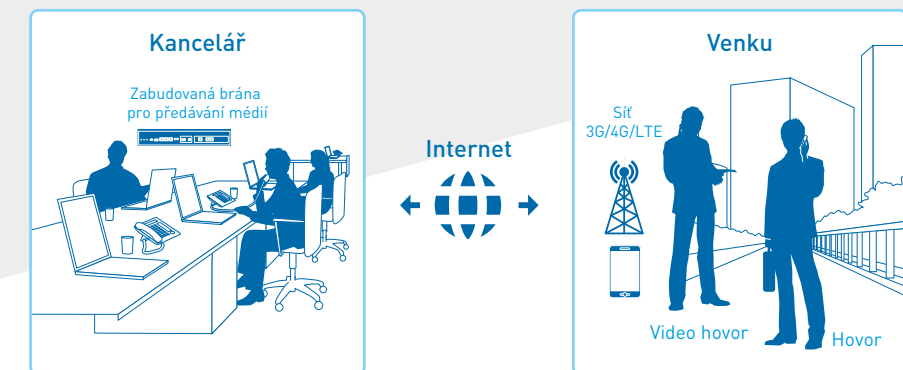 Kancelář
Zabudovaná brána
pro předávání médií
Internet
Venku
Síť
3G/4G/LTE
Video hovor
Hovor